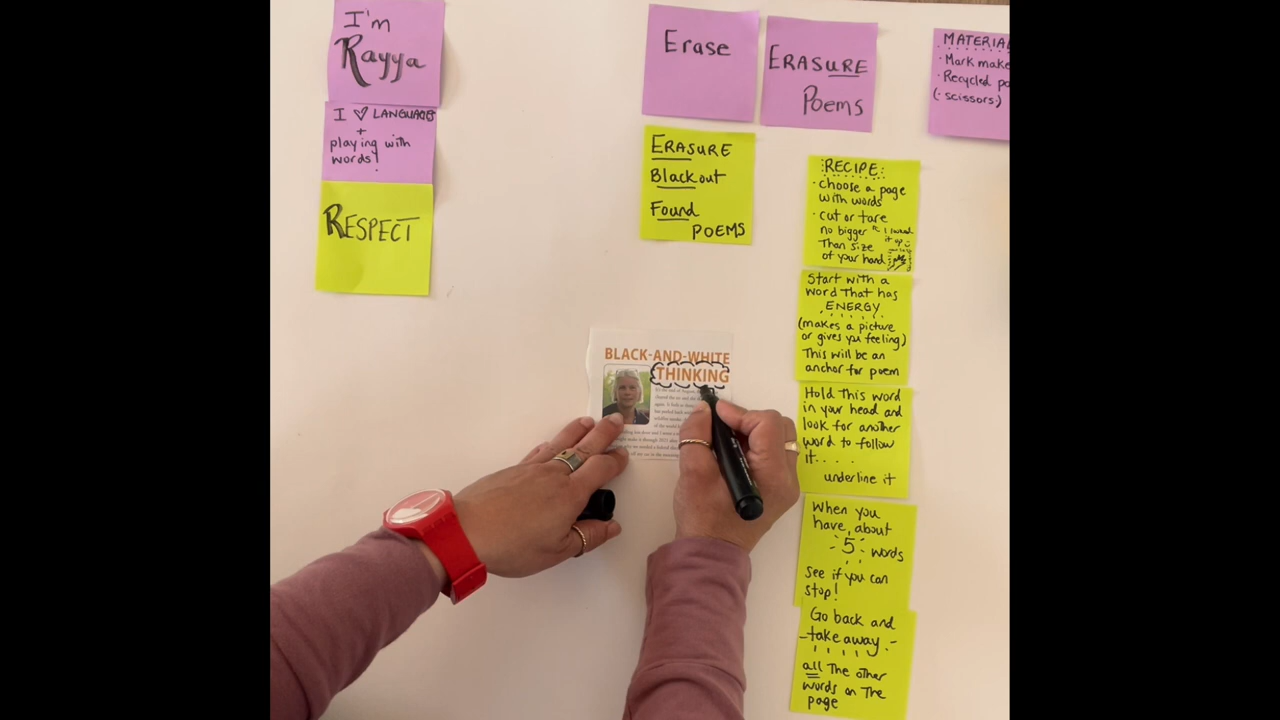 I'm
Rayya
I ♡ LANGUAGES
+
playing with
words!
RESPECT
Erase
ERASURE
Poems
MATERIA
• Mark make
• Recycled pa
(• scissors)
ERASURE
Blackout
Found
POEMS
RECIPE:
• choose a page
with words
• cut or tare
no bigger
Than size
of your hand
Start with a
word That has
ENERGY
(makes a picture
or gives you feeling)
This will be an
anchor for poem
Hold this word
in your head and
look for another
word to follow
it. . . . .
underline it
When you
have, about
5 words
see if you can
stop!
Go back and
- take away -
all The other
words on The
page
BLACK-AND-WHITE
THINKING